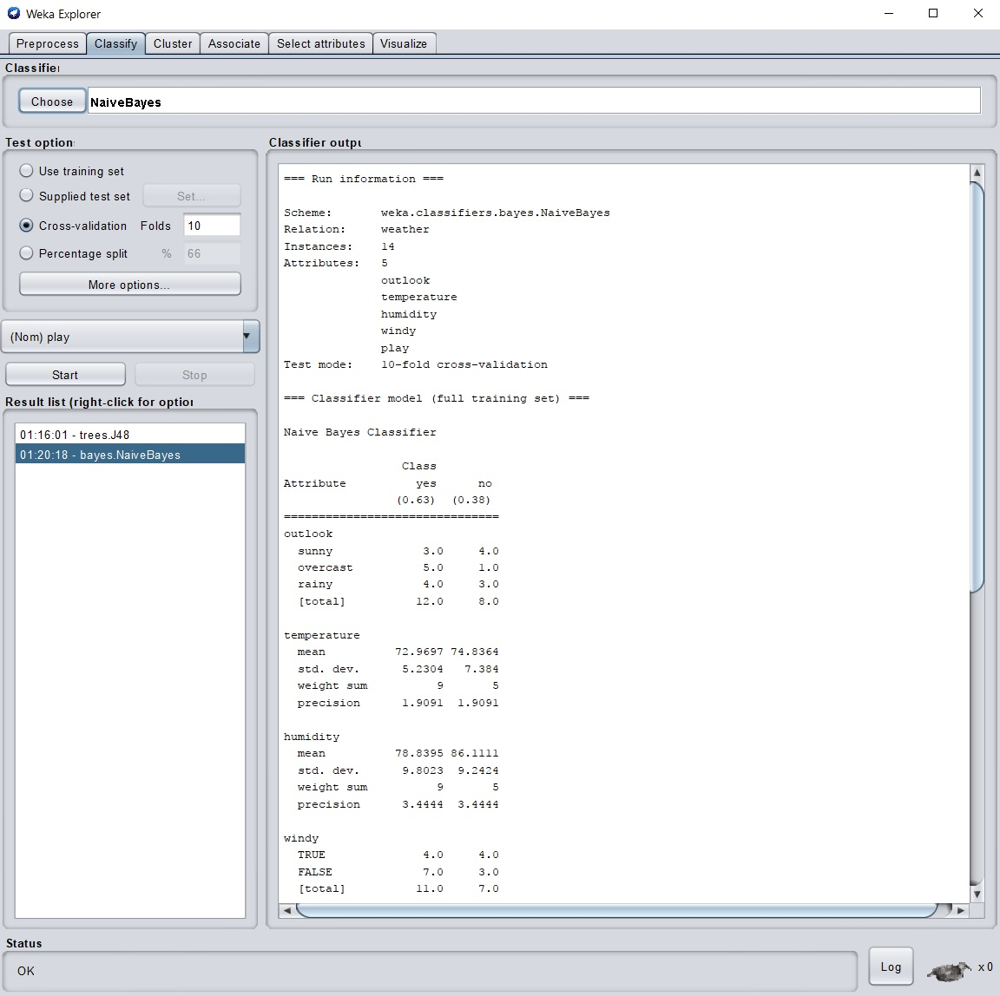 Weka Explorer
Preprocess Classify Cluster Associate Select attributes Visualize
Classifier
Choose NaiveBayes
Test option
Use training set
Supplied test set Set...
Cross-validation Folds 10
Percentage split % 66
More options...
(Nom) play
Start Stop
Result list (right-click for option
01:16:01 - trees.J48
01:20:18 - bayes.NaiveBayes
Classifier outpu
=== Run information ===
Scheme: weka.classifiers.bayes.NaiveBayes
Relation: weather
Instances: 14
Attributes: 5
outlook
temperature
humidity
windy
play
Test mode: 10-fold cross-validation
=== Classifier model (full training set) ===
Naive Bayes Classifier
Class
Attribute yes no
(0.63) (0.38)
===============================
outlook
sunny 3.0 4.0
overcast 5.0 1.0
rainy 4.0 3.0
[total] 12.0 8.0
temperature
mean 72.9697 74.8364
std. dev. 5.2304 7.384
weight sum 9 5
precision 1.9091 1.9091
humidity
mean 78.8395 86.1111
std. dev. 9.8023 9.2424
weight sum 9 5
precision 3.4444 3.4444
windy
TRUE 4.0 4.0
FALSE 7.0 3.0
[total] 11.0 7.0
Status
OK
Log x 0